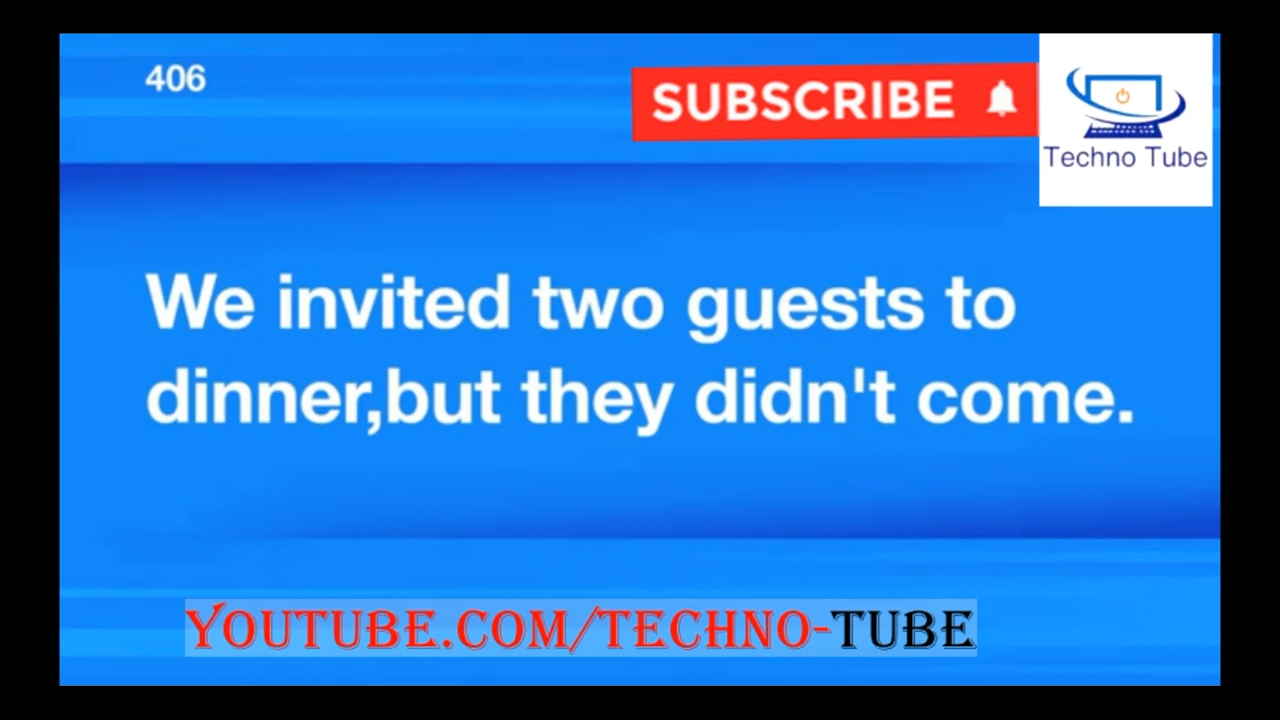 406
SUBSCRIBE
Techno Tube
We invited two guests to
dinner,but they didn't come.
YOUTUBE.COM/TECHNO-TUBE